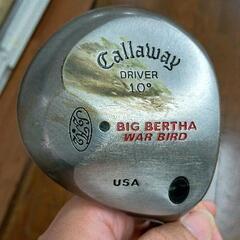 Callaway
DRIVER
10°
BIG BERTHA
WAR BIRD
USA